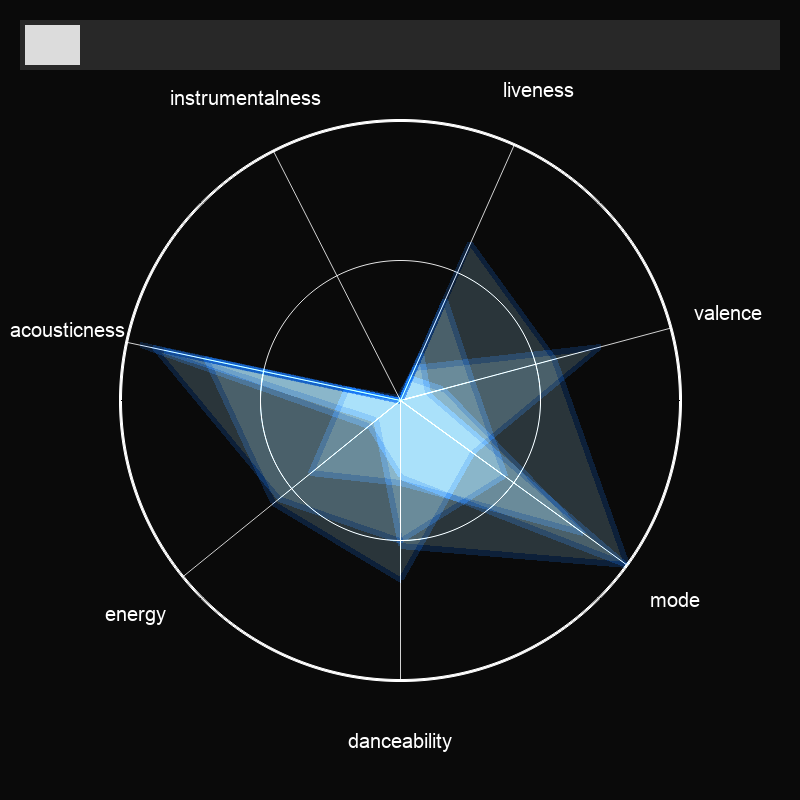 liveness
instrumentalness
valence
acousticness
mode
energy
danceability